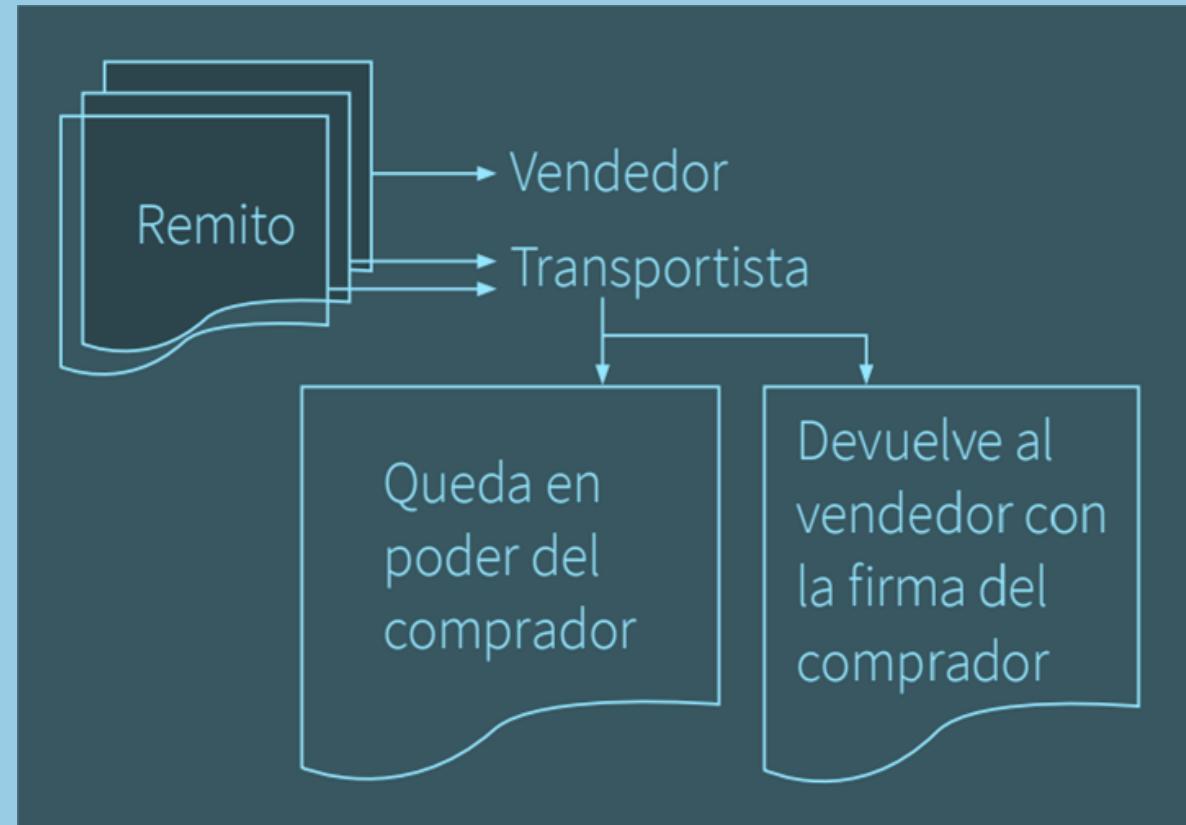 Remito
Vendedor
Transportista
Queda en
poder del
comprador
Devuelve al
vendedor con
la firma del
comprador